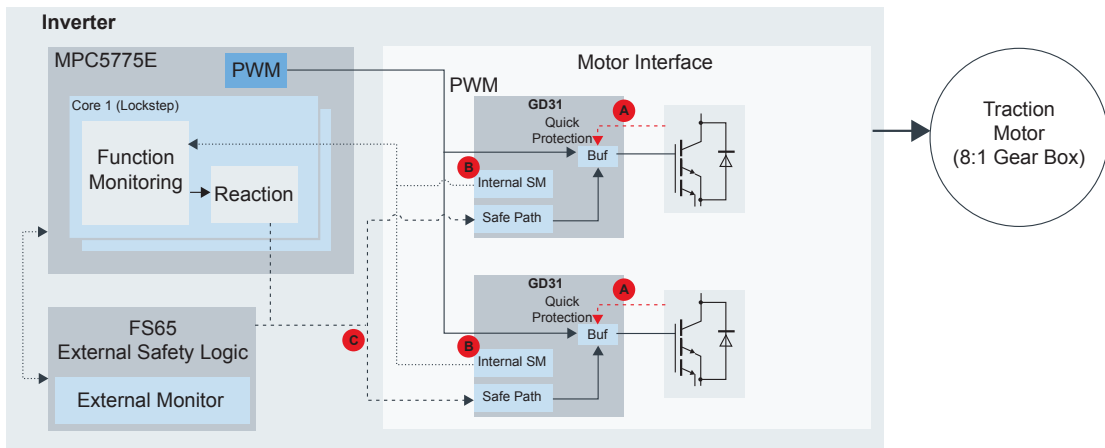 Inverter
MPC5775E
PWM
Core 1 (Lockstep)
Function
Monitoring
Reaction
FS65
External Safety Logic
External Monitor
C
Motor Interface
PWM
GD31
Quick
Protection
A
Buf
B
Internal SM
Safe Path
GD31
Quick
Protection
A
Buf
B
Internal SM
Safe Path
Traction
Motor
(8:1 Gear Box)